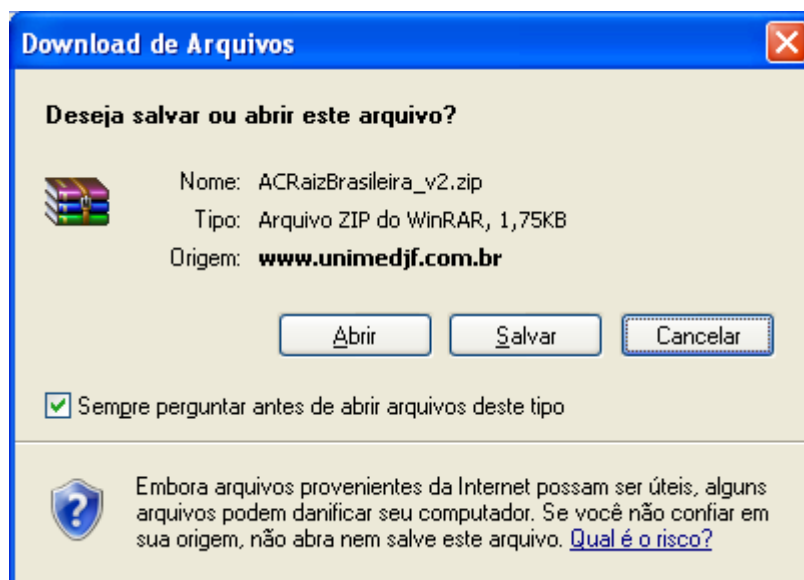 Download de Arquivos
Deseja salvar ou abrir este arquivo?
Nome: ACRaizBrasileira_v2.zip
Tipo: Arquivo ZIP do WinRAR, 1,75KB
Origem: www.unimedjf.com.br
Abrir Salvar Cancelar
Sempre perguntar antes de abrir arquivos deste tipo
Embora arquivos provenientes da Internet possam ser úteis, alguns
arquivos podem danificar seu computador. Se você não confiar em
sua origem, não abra nem salve este arquivo. Qual é o risco?